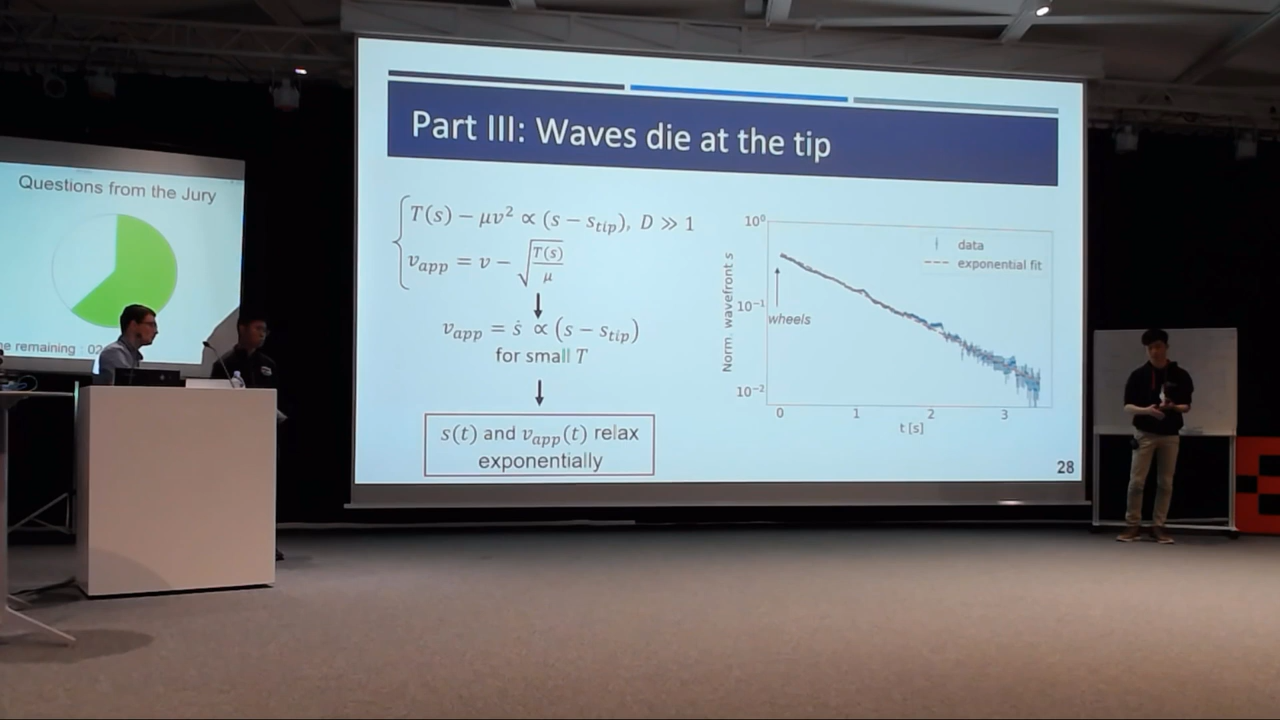 Questions from the Jury
e remaining : 02
Part III: Waves die at the tip
T(s) − μv² ∝ (s − s_tip), D ≫ 1
v_app = v − √(T(s)/μ)
v_app = ṡ ∝ (s − s_tip)
for small T
s(t) and v_app(t) relax
exponentially
Norm. wavefront s
10⁰
10⁻¹
10⁻²
data
exponential fit
wheels
0 1 2 3
t [s]
28